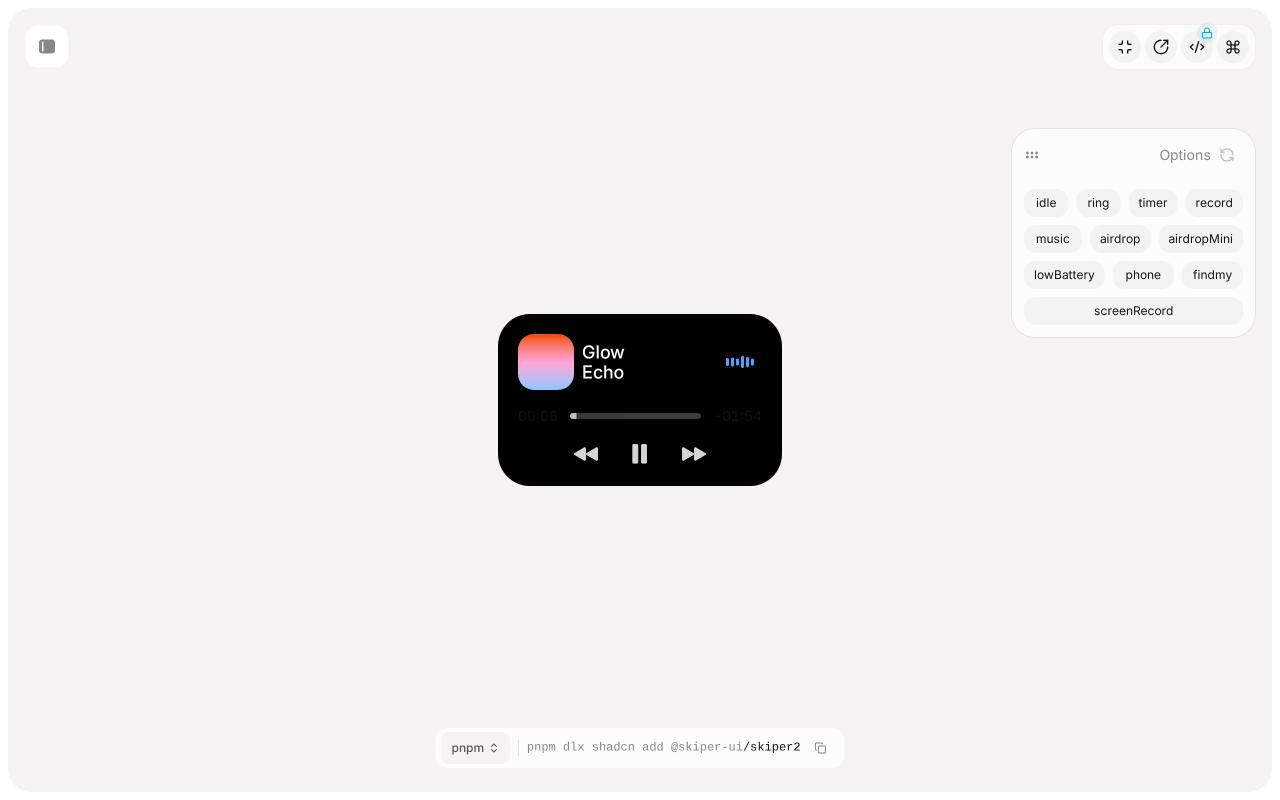 Options
idle ring timer record
music airdrop airdropMini
lowBattery phone findmy
screenRecord
Glow
Echo
00:06 -01:54
pnpm pnpm dlx shadcn add @skiper-ui/skiper2